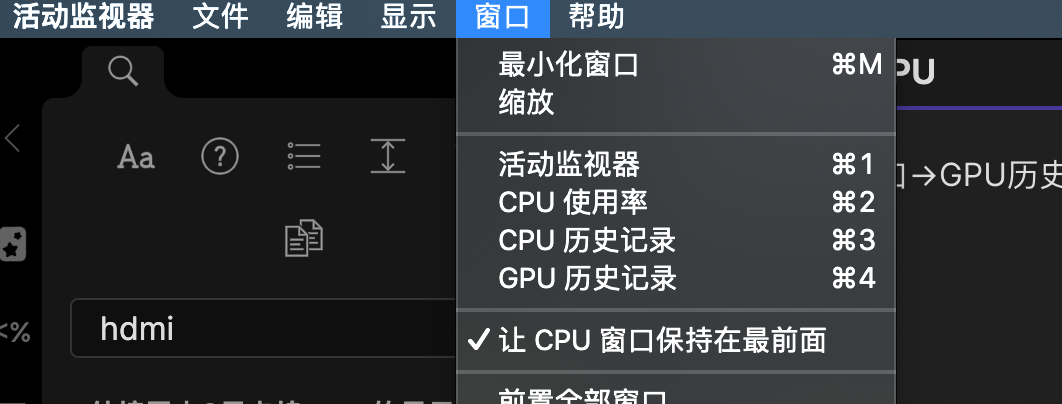 活动监视器 文件 编辑 显示 窗口 帮助
最小化窗口 ⌘M
缩放
活动监视器 ⌘1
CPU 使用率 ⌘2
CPU 历史记录 ⌘3
GPU 历史记录 ⌘4
✓ 让 CPU 窗口保持在最前面
前置全部窗口
PU
口→GPU历史
Aa
?
<%
hdmi